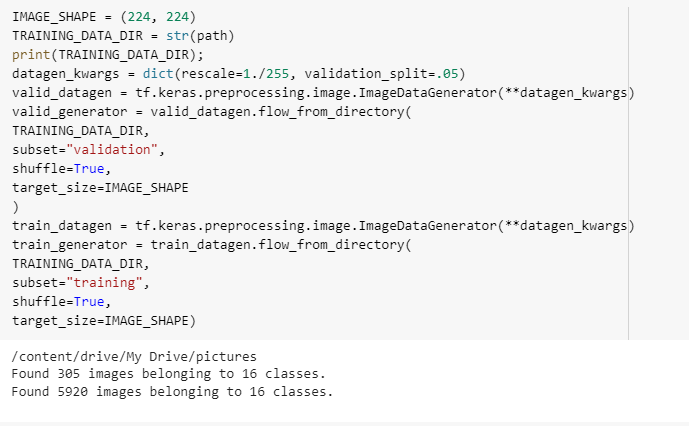 IMAGE_SHAPE = (224, 224)
TRAINING_DATA_DIR = str(path)
print(TRAINING_DATA_DIR);
datagen_kwargs = dict(rescale=1./255, validation_split=.05)
valid_datagen = tf.keras.preprocessing.image.ImageDataGenerator(**datagen_kwargs)
valid_generator = valid_datagen.flow_from_directory(
TRAINING_DATA_DIR,
subset="validation",
shuffle=True,
target_size=IMAGE_SHAPE
)
train_datagen = tf.keras.preprocessing.image.ImageDataGenerator(**datagen_kwargs)
train_generator = train_datagen.flow_from_directory(
TRAINING_DATA_DIR,
subset="training",
shuffle=True,
target_size=IMAGE_SHAPE)
/content/drive/My Drive/pictures
Found 305 images belonging to 16 classes.
Found 5920 images belonging to 16 classes.